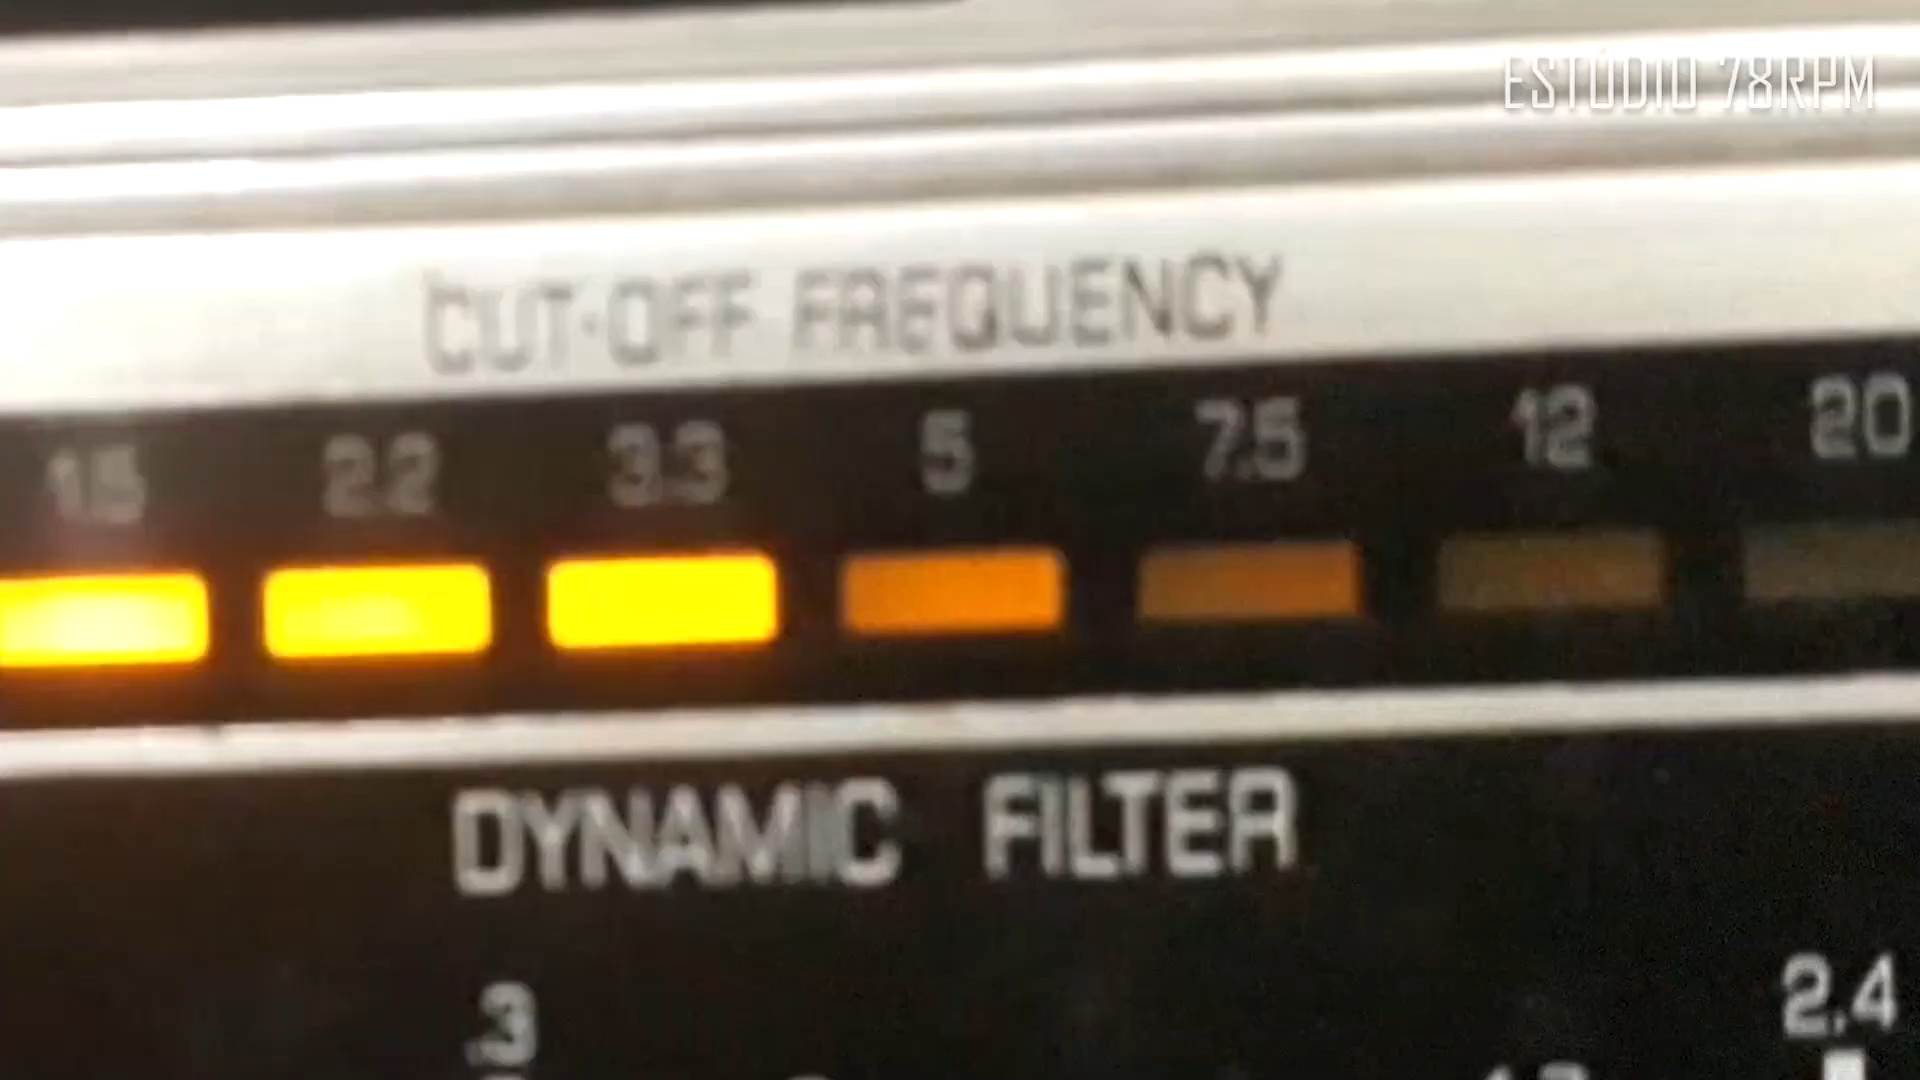 ESTÚDIO 78RPM
CUT-OFF FREQUENCY
1.5 2.2 3.3 5 7.5 12 20
DYNAMIC FILTER
.3 2.4